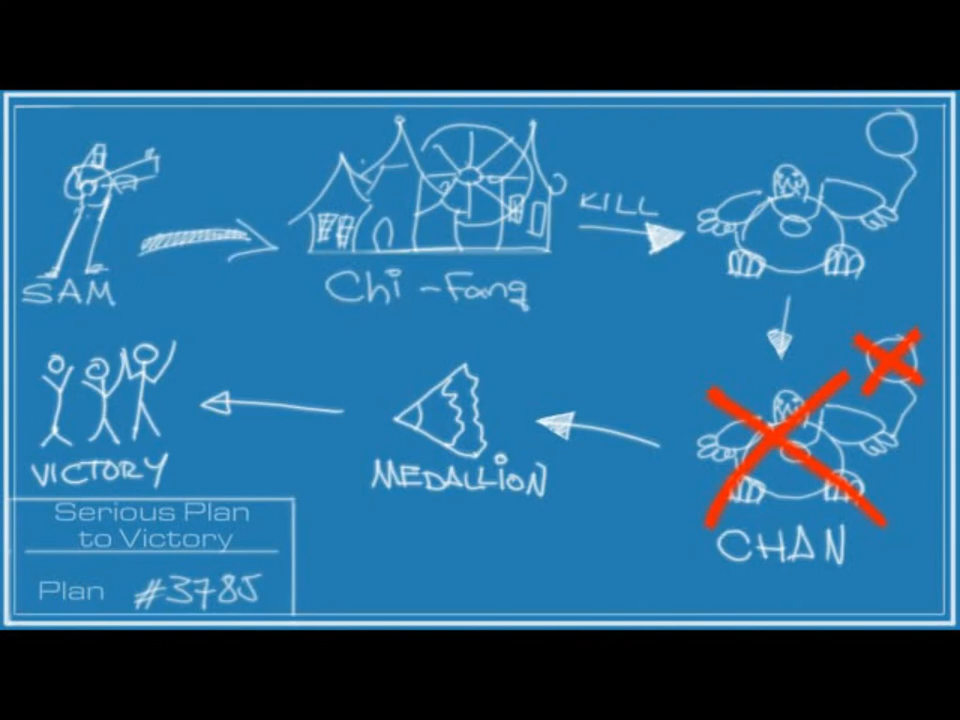 SAM
Chi-Fang
KILL
CHAN
MEDALLION
VICTORY
Serious Plan
to Victory
Plan #3785